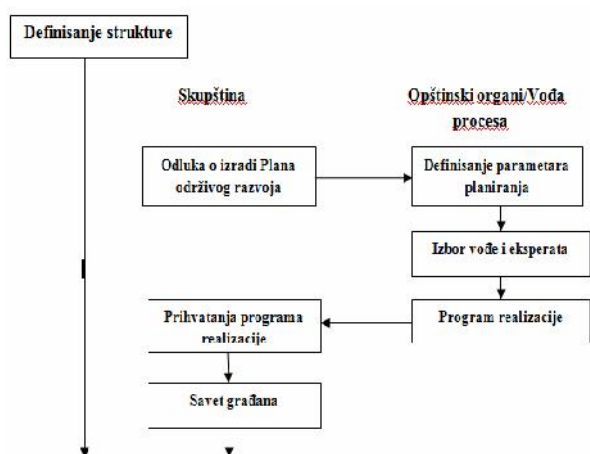 Definisanje strukture
Skupština
Opštinski organi/Vođa
procesa
Odluka o izradi Plana
održivog razvoja
Definisanje parametara
planiranja
Izbor vođe i eksperata
Prihvatanja programa
realizacije
Program realizacije
Savet građana